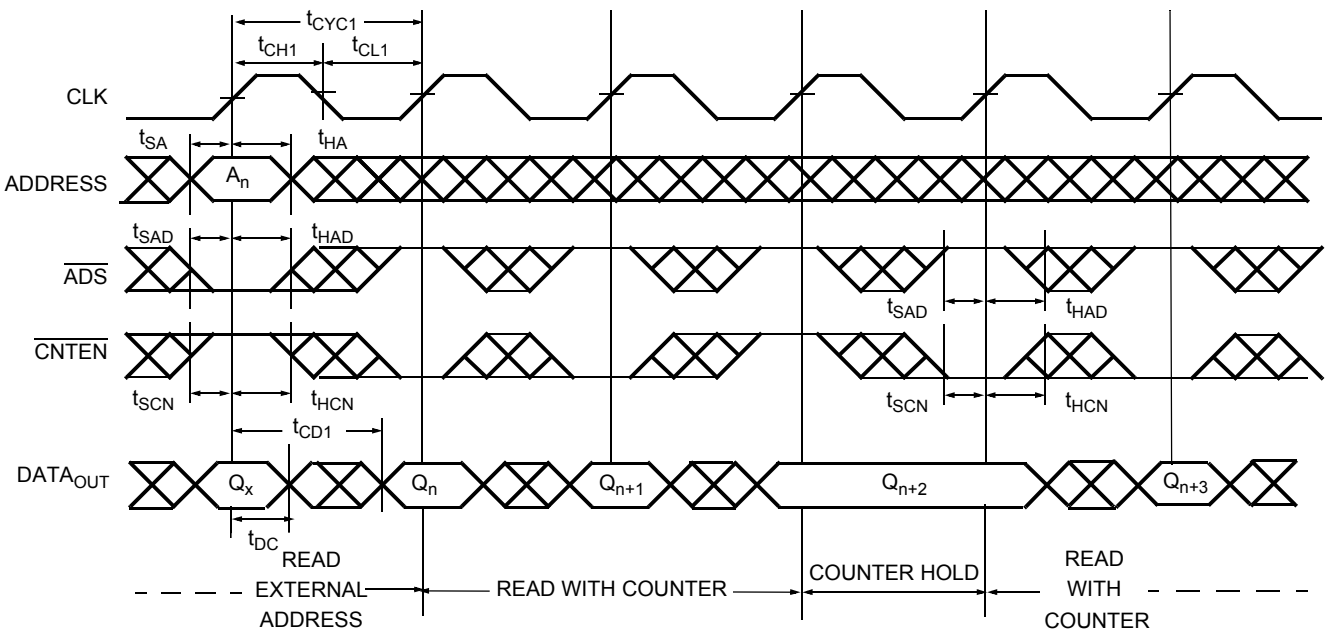 tCYC1
tCH1
tCL1
CLK
tSA
tHA
ADDRESS
An
tSAD
tHAD
ADS
tSAD
tHAD
CNTEN
tSCN
tHCN
tSCN
tHCN
tCD1
DATAOUT
Qx
Qn
Qn+1
Qn+2
Qn+3
tDC
READ
EXTERNAL
ADDRESS
READ WITH COUNTER
COUNTER HOLD
READ
WITH
COUNTER